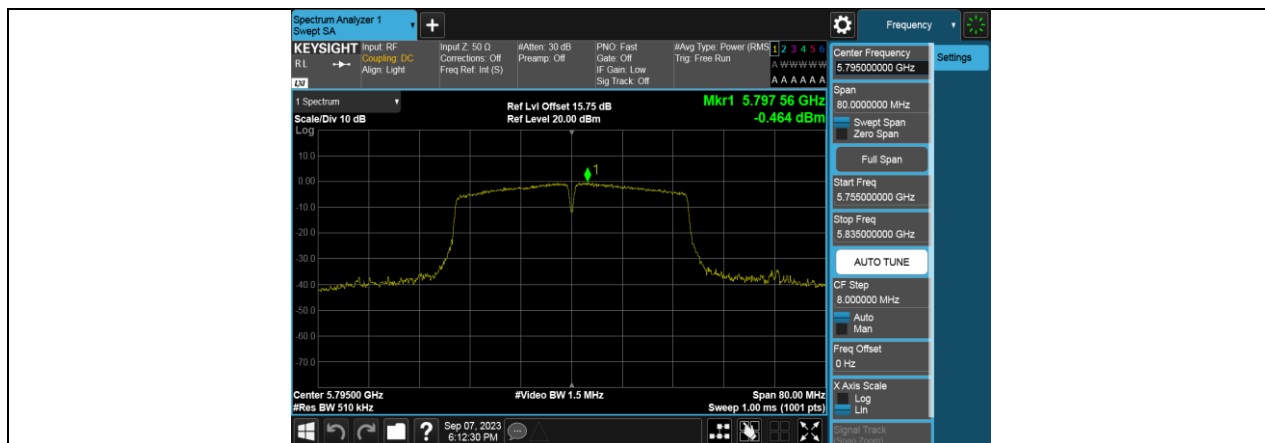 Spectrum Analyzer 1
Swept SA
+
Frequency
KEYSIGHT
RL
LXI
Input: RF
Coupling: DC
Align: Light
Input Z: 50 Ω
Corrections: Off
Freq Ref: Int (S)
#Atten: 30 dB
Preamp: Off
PNO: Fast
Gate: Off
IF Gain: Low
Sig Track: Off
#Avg Type: Power (RMS
Trig: Free Run
1 2 3 4 5 6
A W W W W W
A A A A A A
1 Spectrum
Scale/Div 10 dB
Ref Lvl Offset 15.75 dB
Ref Level 20.00 dBm
Mkr1 5.797 56 GHz
-0.464 dBm
Log
10.0
0.00
-10.0
-20.0
-30.0
-40.0
-50.0
-60.0
-70.0
1
Center 5.79500 GHz
#Res BW 510 kHz
#Video BW 1.5 MHz
Span 80.00 MHz
Sweep 1.00 ms (1001 pts)
?
Sep 07, 2023
6:12:30 PM
Center Frequency
5.795000000 GHz
Settings
Span
80.0000000 MHz
Swept Span
Zero Span
Full Span
Start Freq
5.755000000 GHz
Stop Freq
5.835000000 GHz
AUTO TUNE
CF Step
8.000000 MHz
Auto
Man
Freq Offset
0 Hz
X Axis Scale
Log
Lin
Signal Track
(Span Zoom)